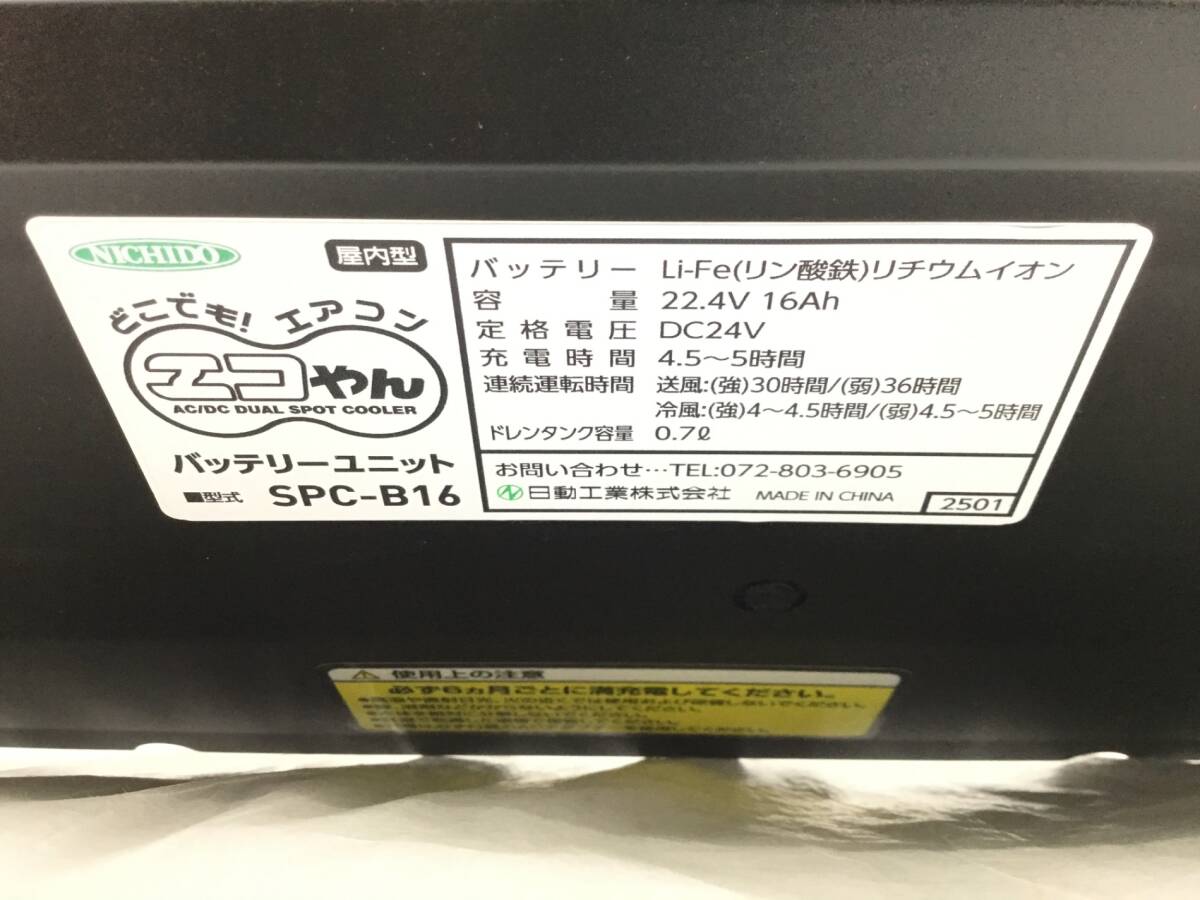 NICHIDO
屋内型
どこでも! エアコン
エコやん
AC/DC DUAL SPOT COOLER
バッテリーユニット
■型式 SPC-B16
バッテリー Li-Fe(リン酸鉄)リチウムイオン
容量 22.4V 16Ah
定格電圧 DC24V
充電時間 4.5～5時間
連続運転時間 送風:(強)30時間/(弱)36時間
冷風:(強)4～4.5時間/(弱)4.5～5時間
ドレンタンク容量 0.7ℓ
お問い合わせ…TEL:072-803-6905
日動工業株式会社 MADE IN CHINA 2501
⚠ 使用上の注意
必ず6ヵ月ごとに満充電してください。